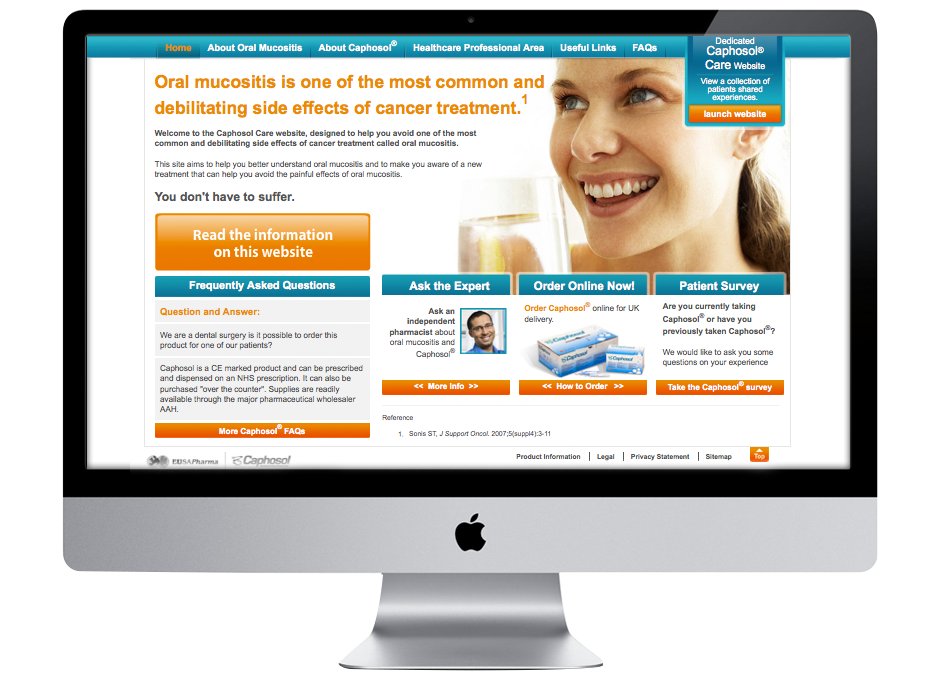 Home About Oral Mucositis About Caphosol® Healthcare Professional Area Useful Links FAQs
Dedicated
Caphosol®
Care Website
View a collection of
patients shared
experiences.
launch website
Oral mucositis is one of the most common and
debilitating side effects of cancer treatment.1
Welcome to the Caphosol Care website, designed to help you avoid one of the most
common and debilitating side effects of cancer treatment called oral mucositis.
This site aims to help you better understand oral mucositis and to make you aware of a new
treatment that can help you avoid the painful effects of oral mucositis.
You don't have to suffer.
Read the information
on this website
Frequently Asked Questions
Question and Answer:
We are a dental surgery is it possible to order this
product for one of our patients?
Caphosol is a CE marked product and can be prescribed
and dispensed on an NHS prescription. It can also be
purchased "over the counter". Supplies are readily
available through the major pharmaceutical wholesaler
AAH.
More Caphosol® FAQs
Ask the Expert
Ask an
independent
pharmacist about
oral mucositis and
Caphosol®
<< More Info >>
Order Online Now!
Order Caphosol® online for UK
delivery.
Caphosol
Caphosol
<< How to Order >>
Patient Survey
Are you currently taking
Caphosol® or have you
previously taken Caphosol®?
We would like to ask you some
questions on your experience
Take the Caphosol® survey
Reference
1. Sonis ST, J Support Oncol. 2007;5(suppl4):3-11
EUSAPharma Caphosol
Product Information | Legal | Privacy Statement | Sitemap
Top